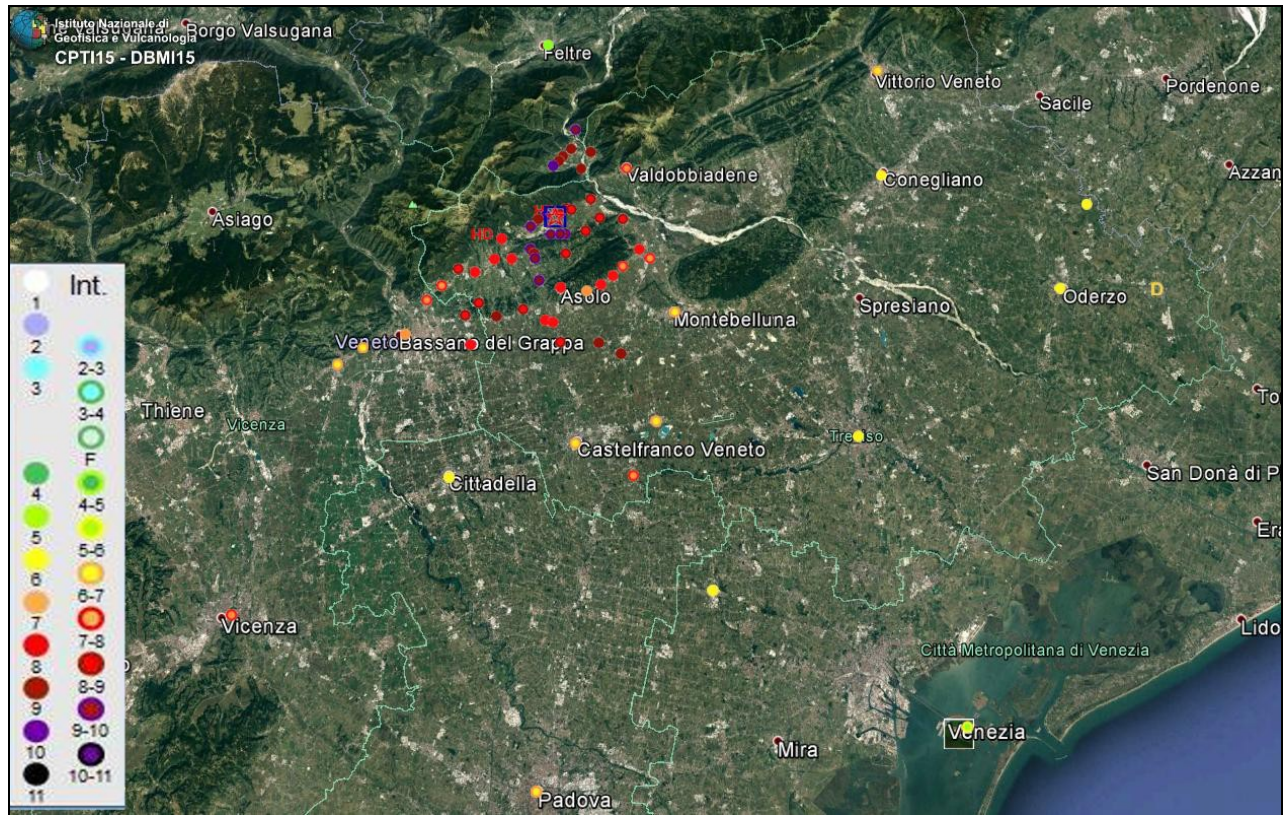 Istituto Nazionale di
Geofisica e Vulcanologia
CPTI15 - DBMI15
Borgo Valsugana
Feltre
Vittorio Veneto
Pordenone
Sacile
Valdobbiadene
Conegliano
Azzan
Asiago
HD
Asolo
Oderzo
D
Spresiano
Montebelluna
Veneto
Bassano del Grappa
Thiene
Vicenza
Castelfranco Veneto
Treviso
To
Cittadella
San Donà di P
Era
Vicenza
Lido
Città Metropolitana di Venezia
Venezia
Mira
Padova
Int.
1
2
2-3
3
3-4
F
4
4-5
5
5-6
6
6-7
7
7-8
8
8-9
9
9-10
10
10-11
11